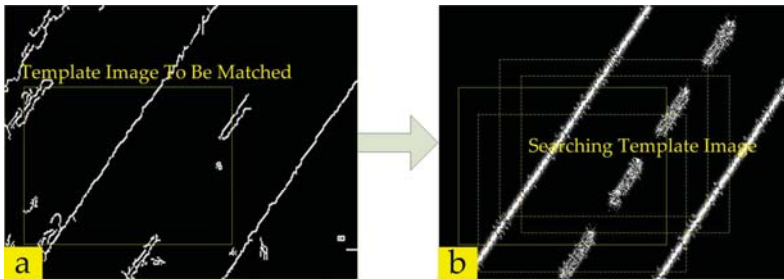 Template Image To Be Matched
a
Searching Template Image
b